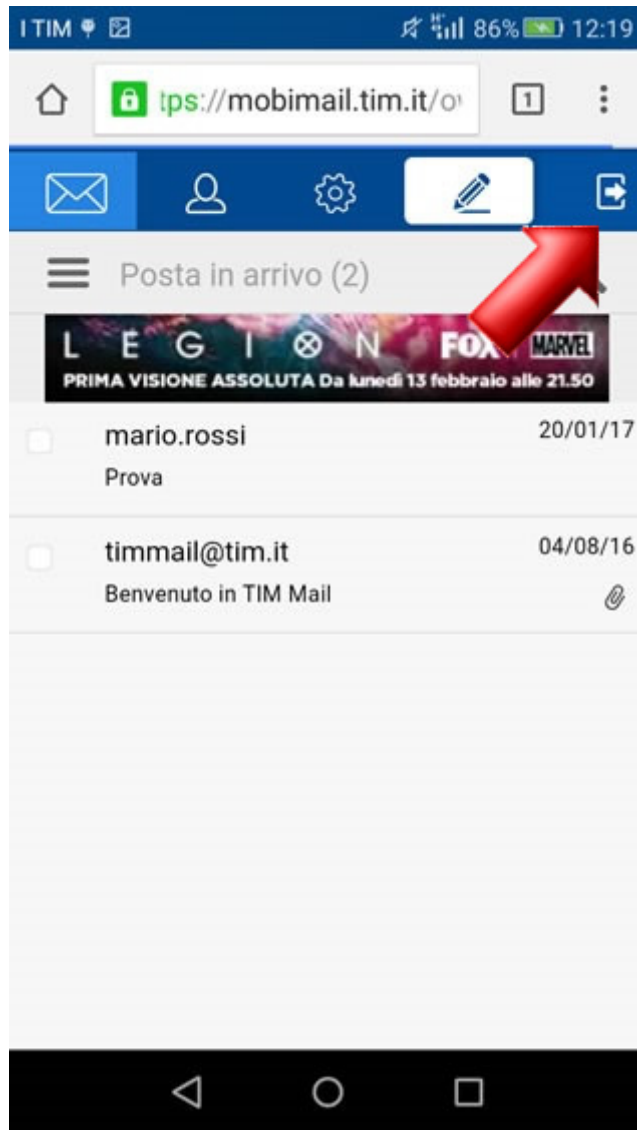 I TIM 86% 12:19
tps://mobimail.tim.it/o 1
Posta in arrivo (2)
LEGION FOX MARVEL
PRIMA VISIONE ASSOLUTA Da lunedì 13 febbraio alle 21.50
mario.rossi 20/01/17
Prova
timmail@tim.it 04/08/16
Benvenuto in TIM Mail